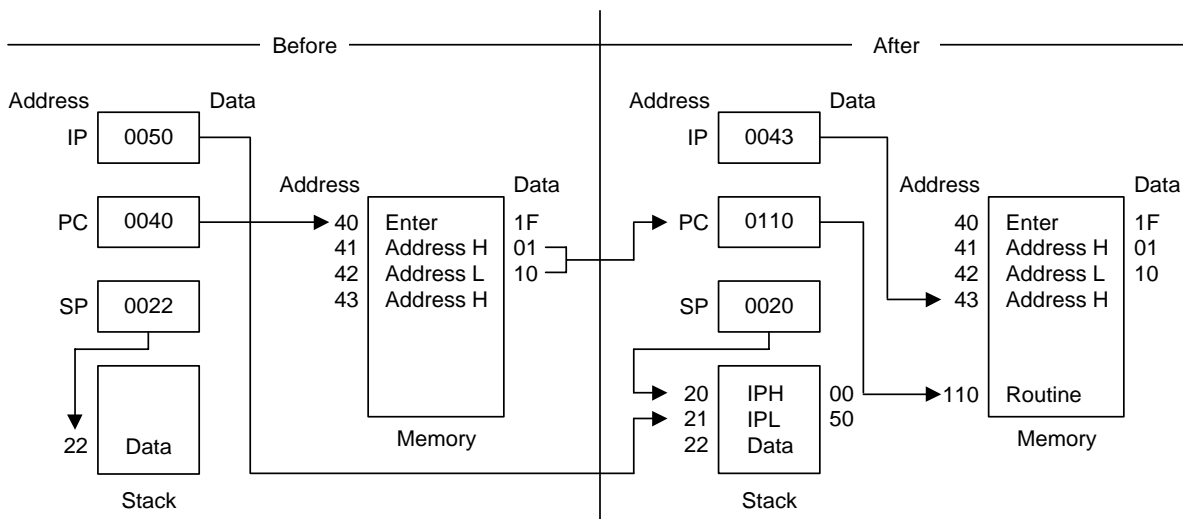 Before
Address Data
IP 0050
Address Data
PC 0040
40 Enter 1F
41 Address H 01
42 Address L 10
43 Address H
SP 0022
22 Data
Memory
Stack
After
Address Data
IP 0043
Address Data
PC 0110
40 Enter 1F
41 Address H 01
42 Address L 10
43 Address H
SP 0020
20 IPH 00
21 IPL 50
22 Data
110 Routine
Memory
Stack